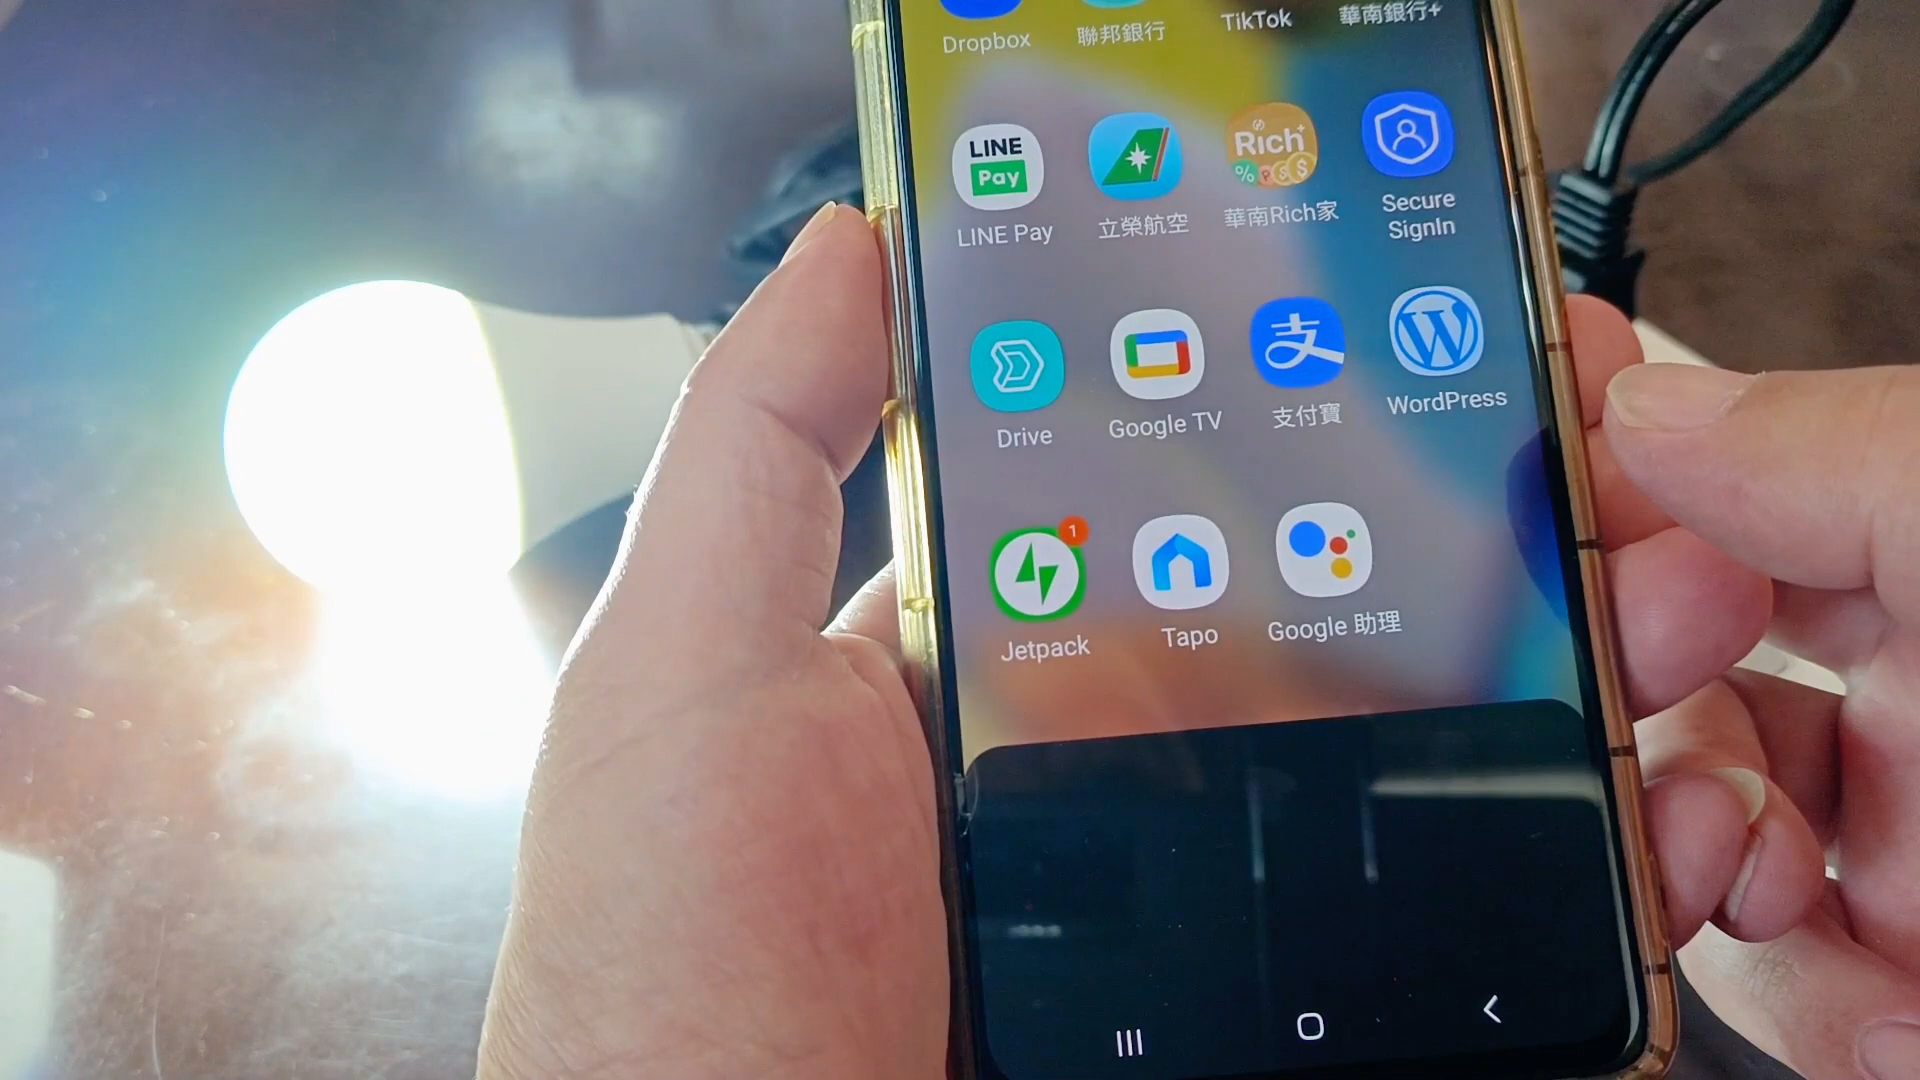 Dropbox
聯邦銀行
TikTok
華南銀行+
LINE
Pay
Rich+
% P $ $
LINE Pay
立榮航空
華南Rich家
Secure
SignIn
支
W
Drive
Google TV
支付寶
WordPress
1
Jetpack
Tapo
Google 助理